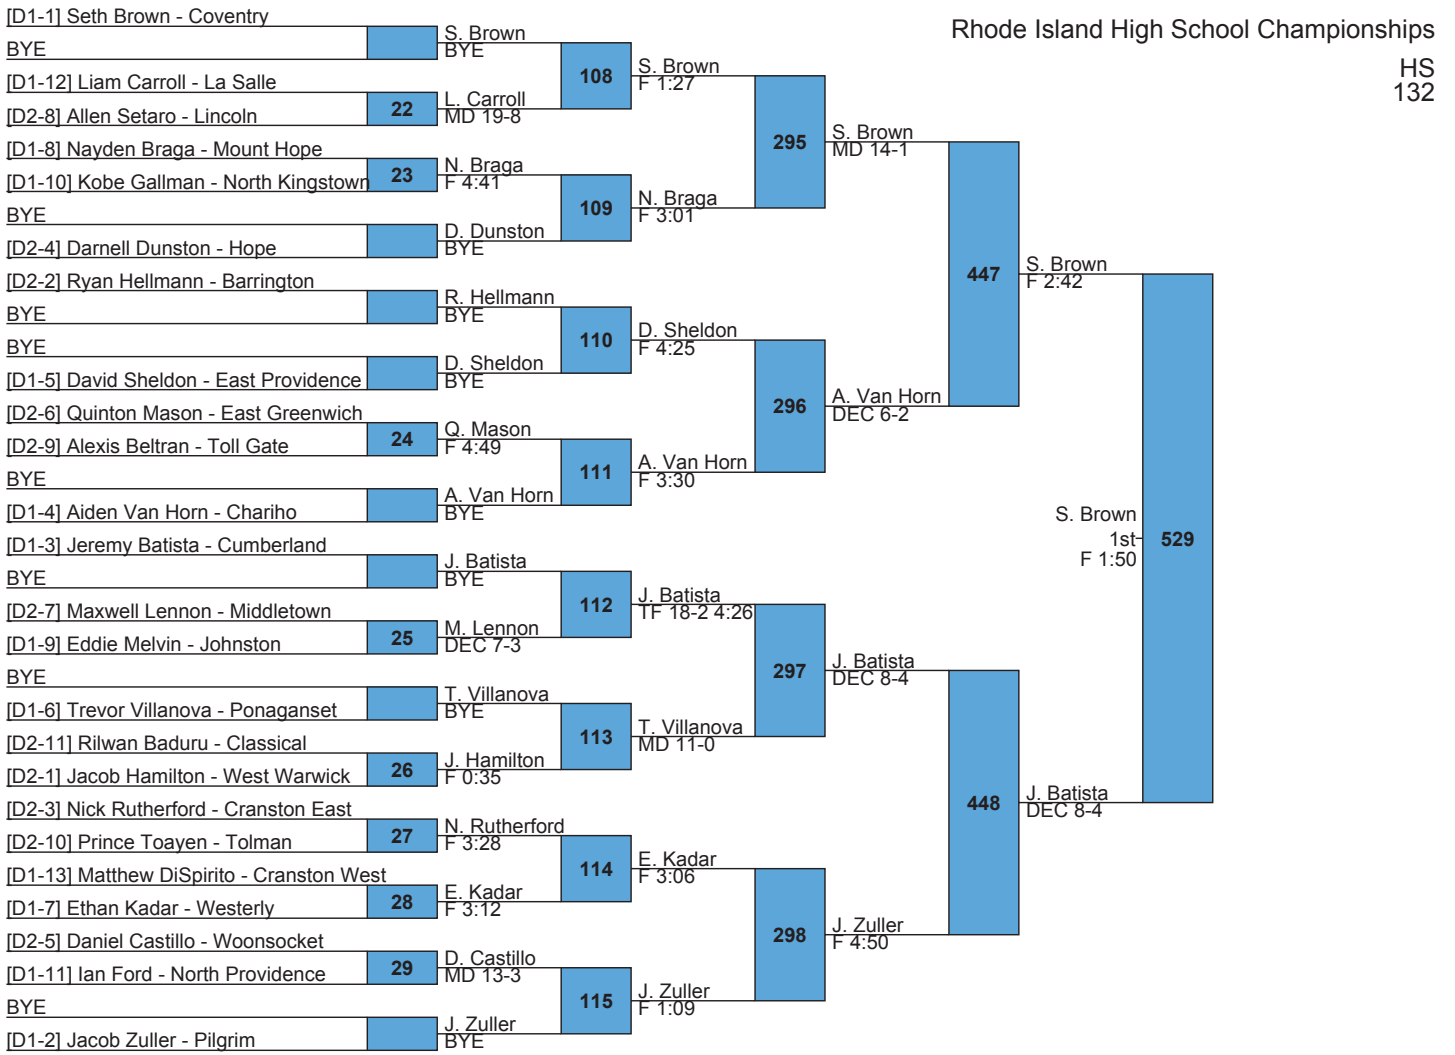 Rhode Island High School Championships
HS
132
[D1-1] Seth Brown - Coventry
BYE
[D1-12] Liam Carroll - La Salle
[D2-8] Allen Setaro - Lincoln
[D1-8] Nayden Braga - Mount Hope
[D1-10] Kobe Gallman - North Kingstown
BYE
[D2-4] Darnell Dunston - Hope
[D2-2] Ryan Hellmann - Barrington
BYE
BYE
[D1-5] David Sheldon - East Providence
[D2-6] Quinton Mason - East Greenwich
[D2-9] Alexis Beltran - Toll Gate
BYE
[D1-4] Aiden Van Horn - Chariho
[D1-3] Jeremy Batista - Cumberland
BYE
[D2-7] Maxwell Lennon - Middletown
[D1-9] Eddie Melvin - Johnston
BYE
[D1-6] Trevor Villanova - Ponaganset
[D2-11] Rilwan Baduru - Classical
[D2-1] Jacob Hamilton - West Warwick
[D2-3] Nick Rutherford - Cranston East
[D2-10] Prince Toayen - Tolman
[D1-13] Matthew DiSpirito - Cranston West
[D1-7] Ethan Kadar - Westerly
[D2-5] Daniel Castillo - Woonsocket
[D1-11] Ian Ford - North Providence
BYE
[D1-2] Jacob Zuller - Pilgrim
22
23
24
25
26
27
28
29
S. Brown
BYE
L. Carroll
MD 19-8
N. Braga
F 4:41
D. Dunston
BYE
R. Hellmann
BYE
D. Sheldon
BYE
Q. Mason
F 4:49
A. Van Horn
BYE
J. Batista
BYE
M. Lennon
DEC 7-3
T. Villanova
BYE
J. Hamilton
F 0:35
N. Rutherford
F 3:28
E. Kadar
F 3:12
D. Castillo
MD 13-3
J. Zuller
BYE
108
109
110
111
112
113
114
115
S. Brown
F 1:27
N. Braga
F 3:01
D. Sheldon
F 4:25
A. Van Horn
F 3:30
J. Batista
TF 18-2 4:26
T. Villanova
MD 11-0
E. Kadar
F 3:06
J. Zuller
F 1:09
295
296
297
298
S. Brown
MD 14-1
A. Van Horn
DEC 6-2
J. Batista
DEC 8-4
J. Zuller
F 4:50
447
448
S. Brown
F 2:42
J. Batista
DEC 8-4
S. Brown
1st
F 1:50
529